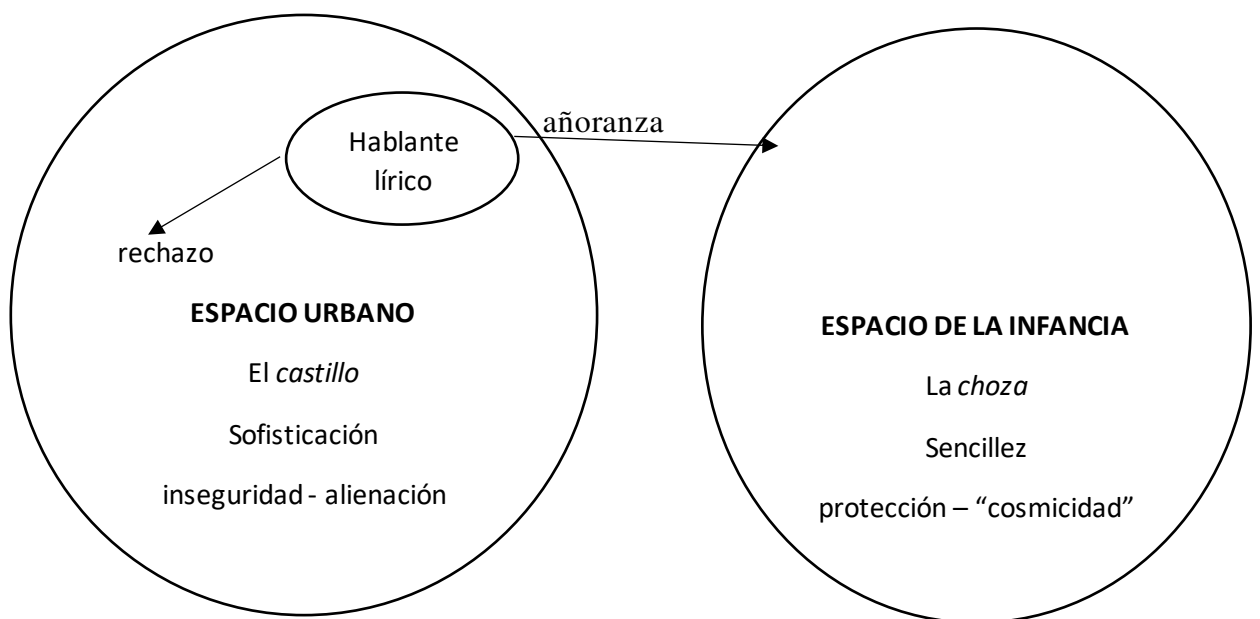 Hablante
lírico
añoranza
rechazo
ESPACIO URBANO
El castillo
Sofisticación
inseguridad - alienación
ESPACIO DE LA INFANCIA
La choza
Sencillez
protección – “cosmicidad”